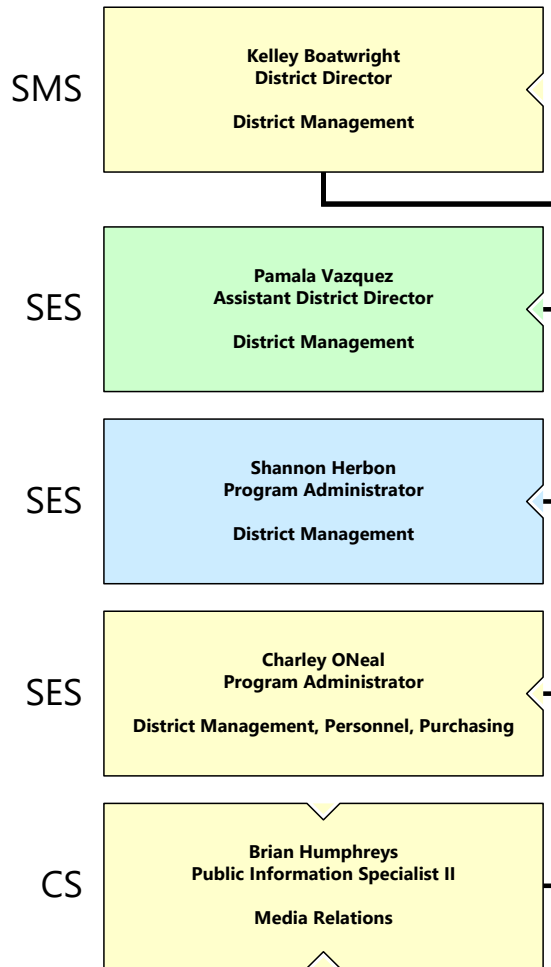 SMS
Kelley Boatwright
District Director
District Management
SES
Pamala Vazquez
Assistant District Director
District Management
SES
Shannon Herbon
Program Administrator
District Management
SES
Charley ONeal
Program Administrator
District Management, Personnel, Purchasing
CS
Brian Humphreys
Public Information Specialist II
Media Relations